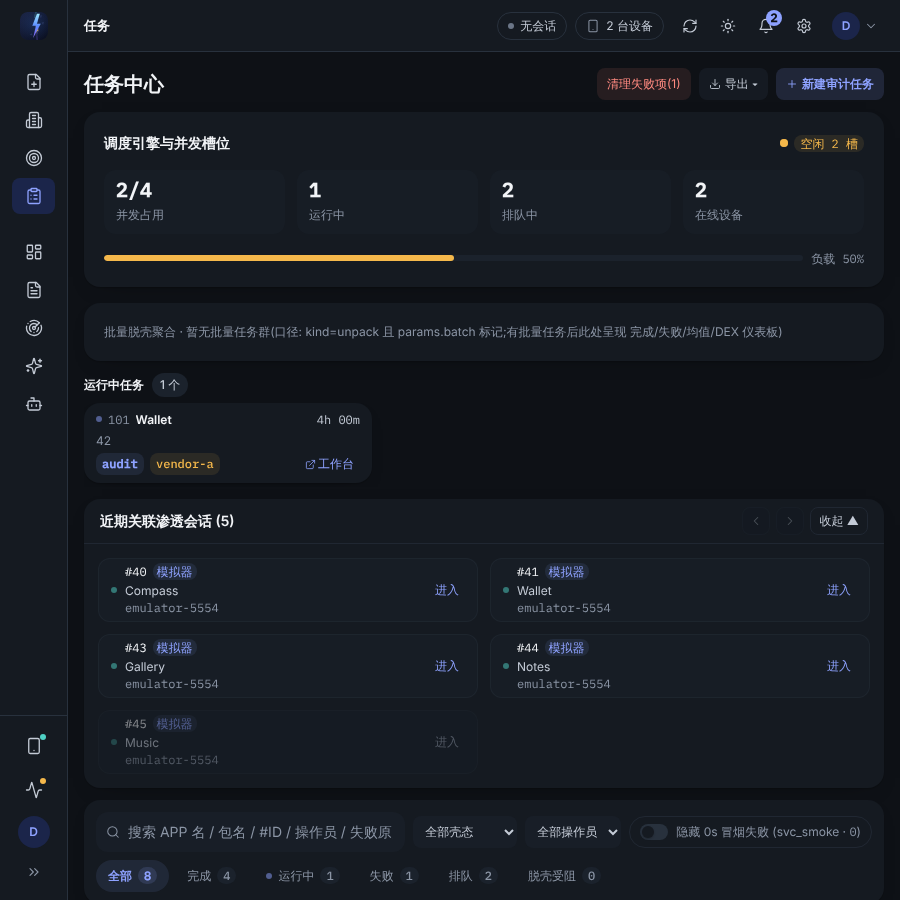 任务
无会话
2 台设备
2
D
任务中心
清理失败项(1)
导出
+ 新建审计任务
调度引擎与并发槽位
空闲 2 槽
2/4
并发占用
1
运行中
2
排队中
2
在线设备
负载 50%
批量脱壳聚合 · 暂无批量任务群(口径: kind=unpack 且 params.batch 标记;有批量任务后此处呈现 完成/失败/均值/DEX 仪表板)
运行中任务 1 个
101 Wallet 4h 00m
42
audit vendor-a 工作台
近期关联渗透会话 (5)
收起 ▲
#40 模拟器
Compass
emulator-5554
进入
#41 模拟器
Wallet
emulator-5554
进入
#43 模拟器
Gallery
emulator-5554
进入
#44 模拟器
Notes
emulator-5554
进入
#45 模拟器
Music
emulator-5554
进入
搜索 APP 名 / 包名 / #ID / 操作员 / 失败原
全部壳态
全部操作员
隐藏 0s 冒烟失败 (svc_smoke · 0)
全部 8
完成 4
运行中 1
失败 1
排队 2
脱壳受阻 0
D